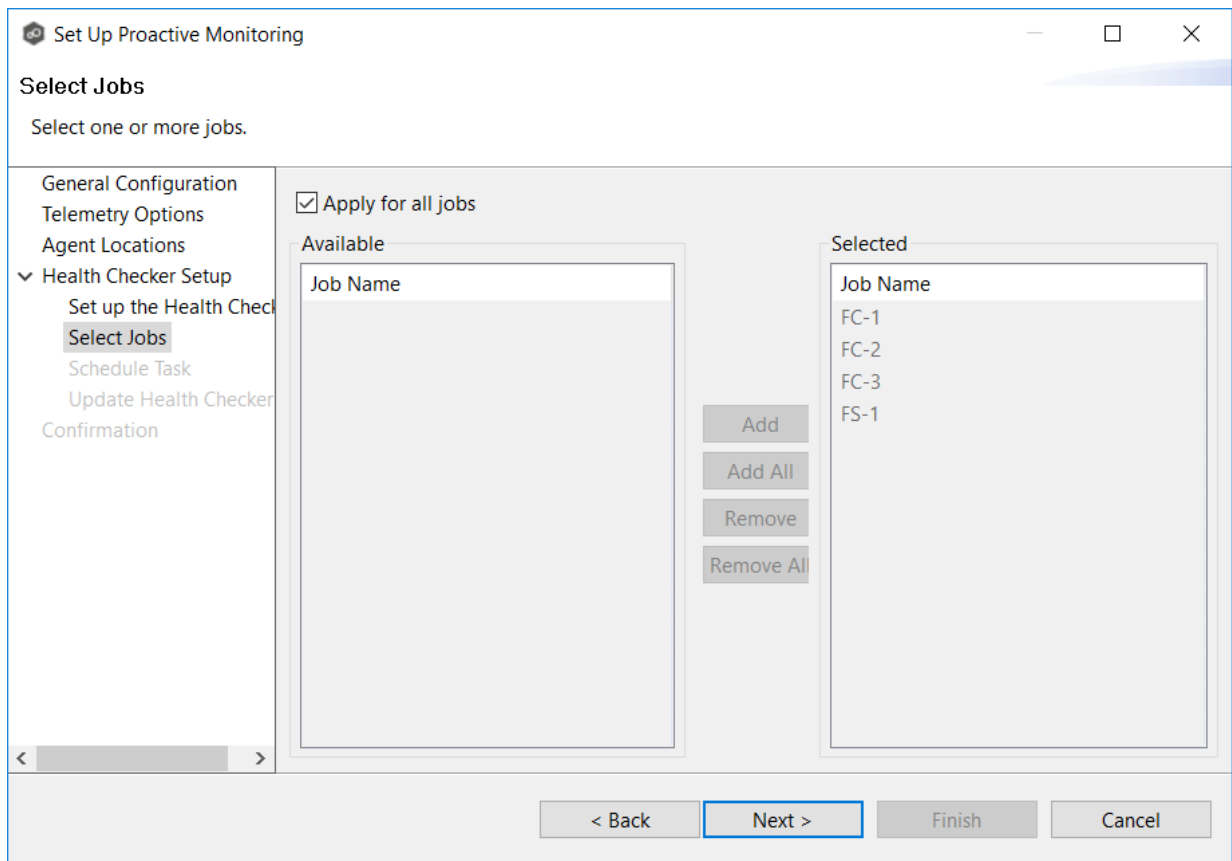 Set Up Proactive Monitoring
Select Jobs
Select one or more jobs.
General Configuration
Telemetry Options
Agent Locations
Health Checker Setup
Set up the Health Check
Select Jobs
Schedule Task
Update Health Checker
Confirmation
Apply for all jobs
Available
Job Name
Add
Add All
Remove
Remove All
Selected
Job Name
FC-1
FC-2
FC-3
FS-1
< Back
Next >
Finish
Cancel